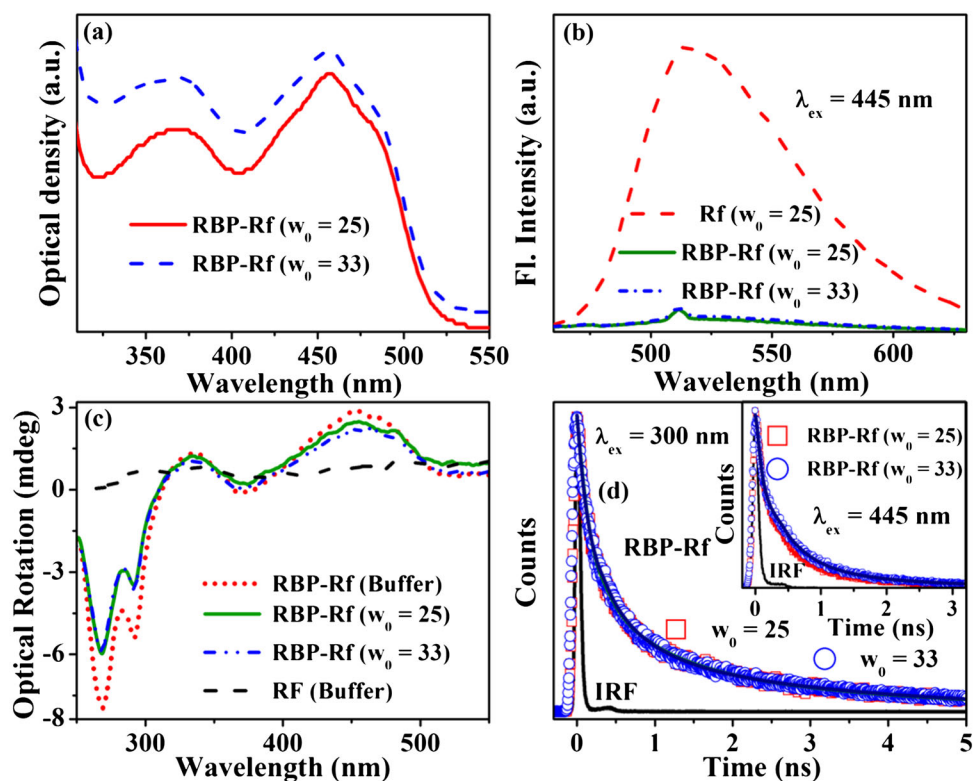 (a)
Optical density (a.u.)
RBP-Rf (w0 = 25)
RBP-Rf (w0 = 33)
350 400 450 500 550
Wavelength (nm)
(b)
λex = 445 nm
Fl. Intensity (a.u.)
Rf (w0 = 25)
RBP-Rf (w0 = 25)
RBP-Rf (w0 = 33)
500 550 600
Wavelength (nm)
(c)
Optical Rotation (mdeg)
3
0
-3
-6
-8
RBP-Rf (Buffer)
RBP-Rf (w0 = 25)
RBP-Rf (w0 = 33)
RF (Buffer)
300 400 500
Wavelength (nm)
λex = 300 nm
(d)
Counts
RBP-Rf
w0 = 25
w0 = 33
IRF
0 1 2 3 4 5
Time (ns)
RBP-Rf (w0 = 25)
RBP-Rf (w0 = 33)
λex = 445 nm
Counts
IRF
0 1 2 3
Time (ns)